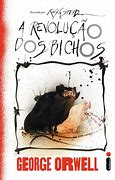 A REVOLUÇÃO
DOS BICHOS
GEORGE ORWELL